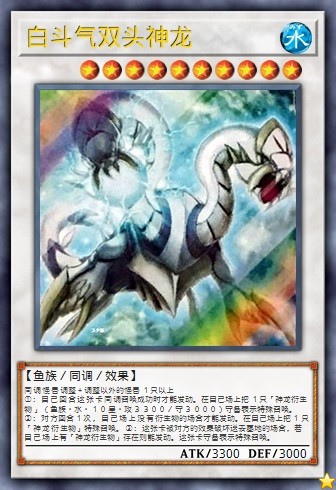 白斗气双头神龙
水
【鱼族／同调／效果】
同调怪兽调整＋调整以外的怪兽１只以上
①：自己回合这张卡同调召唤成功时才能发动。在自己场上把１只「神龙衍生
物」（鱼族・水・１０星・攻３３００／守３０００）守备表示特殊召唤。
②：对方回合１次，自己场上没有衍生物的场合才能发动。在自己场上把１只
「神龙衍生物」特殊召唤。③：这张卡被对方的效果破坏送去墓地的场合，若
自己场上有「神龙衍生物」存在则能发动。这张卡守备表示特殊召唤。
ATK/3300 DEF/3000